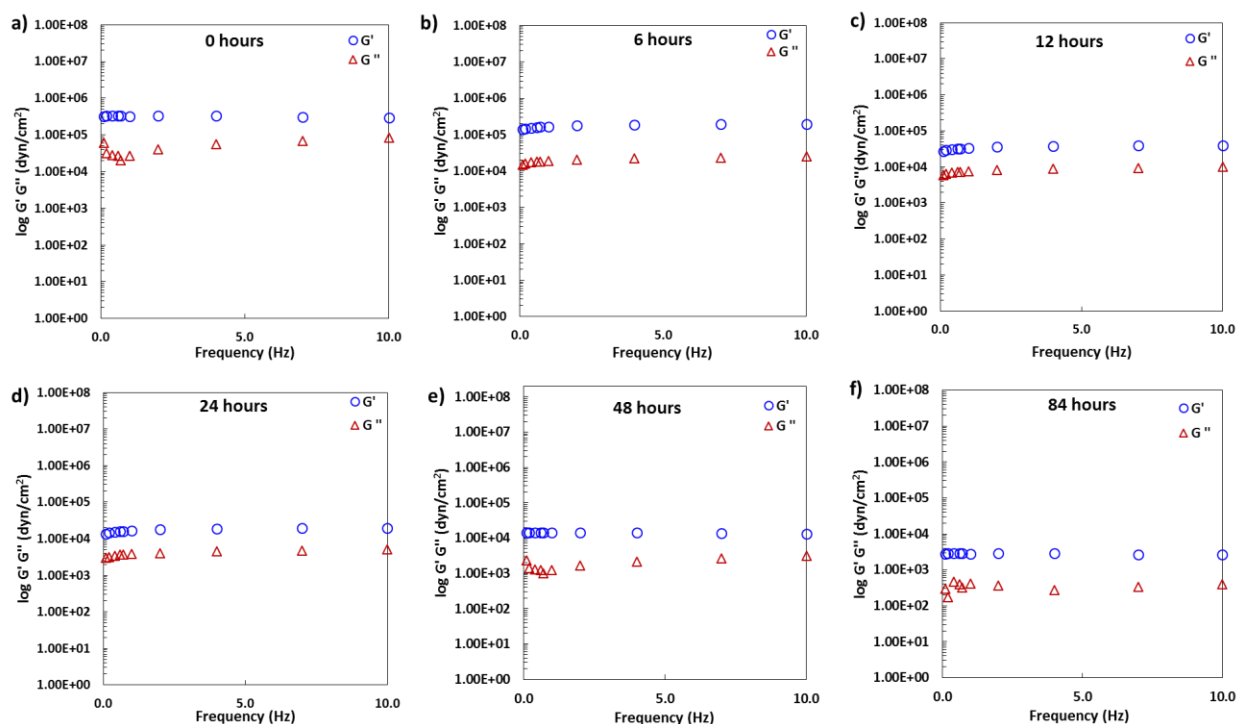 a)
0 hours
G'
G ''
1.00E+08
1.00E+07
1.00E+06
1.00E+05
1.00E+04
1.00E+03
1.00E+02
1.00E+01
1.00E+00
log G' G'' (dyn/cm²)
0.0 5.0 10.0
Frequency (Hz)
b)
6 hours
G'
G ''
1.00E+08
1.00E+07
1.00E+06
1.00E+05
1.00E+04
1.00E+03
1.00E+02
1.00E+01
1.00E+00
log G' G'' (dyn/cm²)
0.0 5.0 10.0
Frequency (Hz)
c)
12 hours
G'
G ''
1.00E+08
1.00E+07
1.00E+06
1.00E+05
1.00E+04
1.00E+03
1.00E+02
1.00E+01
1.00E+00
log G' G''(dyn/cm²)
0.0 5.0 10.0
Frequency (Hz)
d)
24 hours
G'
G ''
1.00E+08
1.00E+07
1.00E+06
1.00E+05
1.00E+04
1.00E+03
1.00E+02
1.00E+01
1.00E+00
log G' G'' (dyn/cm²)
0.0 5.0 10.0
Frequency (Hz)
e)
48 hours
G'
G ''
1.00E+08
1.00E+07
1.00E+06
1.00E+05
1.00E+04
1.00E+03
1.00E+02
1.00E+01
1.00E+00
log G' G'' (dyn/cm²)
0.0 5.0 10.0
Frequency (Hz)
f)
84 hours
G'
G ''
1.00E+08
1.00E+07
1.00E+06
1.00E+05
1.00E+04
1.00E+03
1.00E+02
1.00E+01
1.00E+00
log G' G'' (dyn/cm²)
0.0 5.0 10.0
Frequency (Hz)